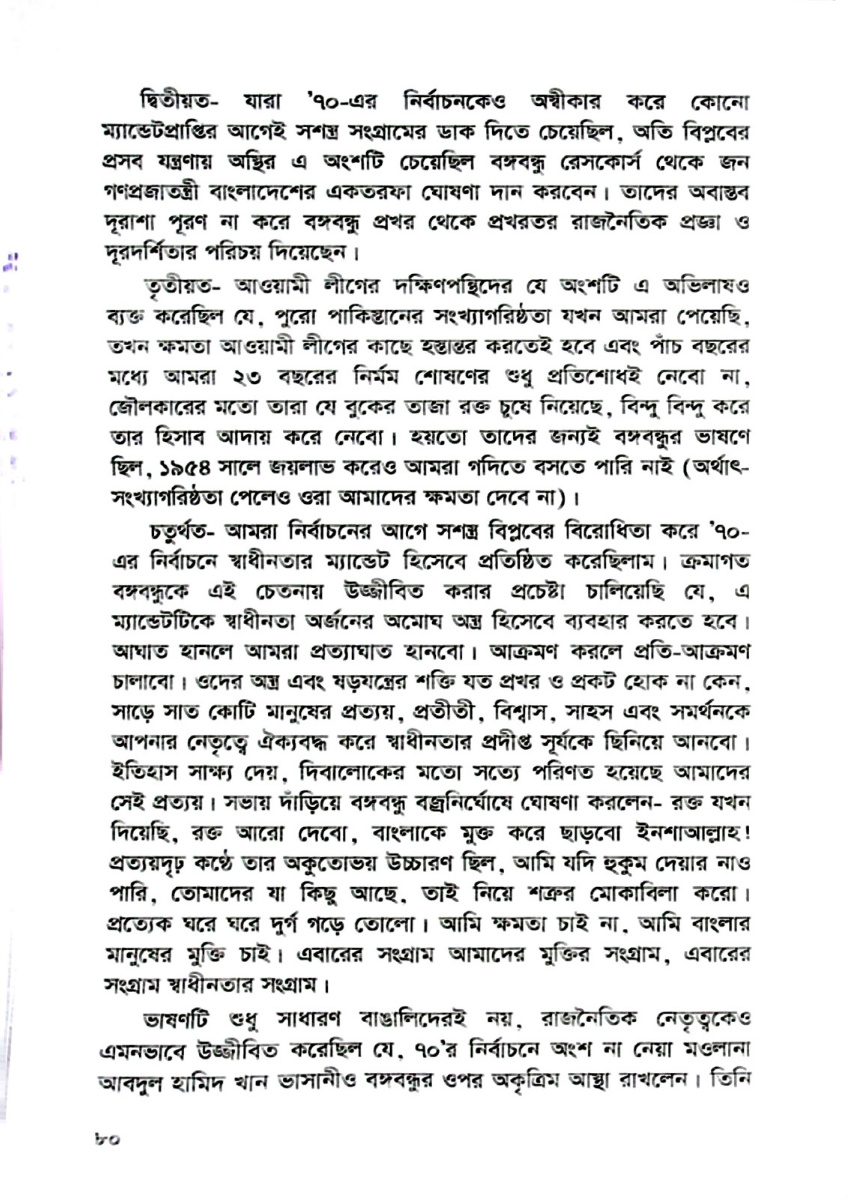 দ্বিতীয়ত- যারা '৭০-এর নির্বাচনকেও অস্বীকার করে কোনো
ম্যান্ডেটপ্রাপ্তির আগেই সশস্ত্র সংগ্রামের ডাক দিতে চেয়েছিল, অতি বিপ্লবের
প্রসব যন্ত্রণায় অস্থির এ অংশটি চেয়েছিল বঙ্গবন্ধু রেসকোর্স থেকে জন
গণপ্রজাতন্ত্রী বাংলাদেশের একতরফা ঘোষণা দান করবেন। তাদের অবাস্তব
দূরাশা পূরণ না করে বঙ্গবন্ধু প্রখর থেকে প্রখরতর রাজনৈতিক প্রজ্ঞা ও
দূরদর্শিতার পরিচয় দিয়েছেন।
তৃতীয়ত- আওয়ামী লীগের দক্ষিণপন্থিদের যে অংশটি এ অভিলাষও
ব্যক্ত করেছিল যে, পুরো পাকিস্তানের সংখ্যাগরিষ্ঠতা যখন আমরা পেয়েছি,
তখন ক্ষমতা আওয়ামী লীগের কাছে হস্তান্তর করতেই হবে এবং পাঁচ বছরের
মধ্যে আমরা ২৩ বছরের নির্মম শোষণের শুধু প্রতিশোধই নেবো না,
জৌলকারের মতো তারা যে বুকের তাজা রক্ত চুষে নিয়েছে, বিন্দু বিন্দু করে
তার হিসাব আদায় করে নেবো। হয়তো তাদের জন্যই বঙ্গবন্ধুর ভাষণে
ছিল, ১৯৫৪ সালে জয়লাভ করেও আমরা গদিতে বসতে পারি নাই (অর্থাৎ-
সংখ্যাগরিষ্ঠতা পেলেও ওরা আমাদের ক্ষমতা দেবে না)।
চতুর্থত- আমরা নির্বাচনের আগে সশস্ত্র বিপ্লবের বিরোধিতা করে '৭০-
এর নির্বাচনে স্বাধীনতার ম্যান্ডেট হিসেবে প্রতিষ্ঠিত করেছিলাম। ক্রমাগত
বঙ্গবন্ধুকে এই চেতনায় উজ্জীবিত করার প্রচেষ্টা চালিয়েছি যে, এ
ম্যান্ডেটটিকে স্বাধীনতা অর্জনের অমোঘ অস্ত্র হিসেবে ব্যবহার করতে হবে।
আঘাত হানলে আমরা প্রত্যাঘাত হানবো। আক্রমণ করলে প্রতি-আক্রমণ
চালাবো। ওদের অস্ত্র এবং ষড়যন্ত্রের শক্তি যত প্রখর ও প্রকট হোক না কেন,
সাড়ে সাত কোটি মানুষের প্রত্যয়, প্রতীতী, বিশ্বাস, সাহস এবং সমর্থনকে
আপনার নেতৃত্বে ঐক্যবদ্ধ করে স্বাধীনতার প্রদীপ্ত সূর্যকে ছিনিয়ে আনবো।
ইতিহাস সাক্ষ্য দেয়, দিবালোকের মতো সত্যে পরিণত হয়েছে আমাদের
সেই প্রত্যয়। সভায় দাঁড়িয়ে বঙ্গবন্ধু বজ্রনির্ঘোষে ঘোষণা করলেন- রক্ত যখন
দিয়েছি, রক্ত আরো দেবো, বাংলাকে মুক্ত করে ছাড়বো ইনশাআল্লাহ!
প্রত্যয়দৃঢ় কণ্ঠে তার অকুতোভয় উচ্চারণ ছিল, আমি যদি হুকুম দেয়ার নাও
পারি, তোমাদের যা কিছু আছে, তাই নিয়ে শত্রুর মোকাবিলা করো।
প্রত্যেক ঘরে ঘরে দুর্গ গড়ে তোলো। আমি ক্ষমতা চাই না, আমি বাংলার
মানুষের মুক্তি চাই। এবারের সংগ্রাম আমাদের মুক্তির সংগ্রাম, এবারের
সংগ্রাম স্বাধীনতার সংগ্রাম।
ভাষণটি শুধু সাধারণ বাঙালিদেরই নয়, রাজনৈতিক নেতৃত্বকেও
এমনভাবে উজ্জীবিত করেছিল যে, ৭০'র নির্বাচনে অংশ না নেয়া মওলানা
আবদুল হামিদ খান ভাসানীও বঙ্গবন্ধুর ওপর অকৃত্রিম আস্থা রাখলেন। তিনি
৮০